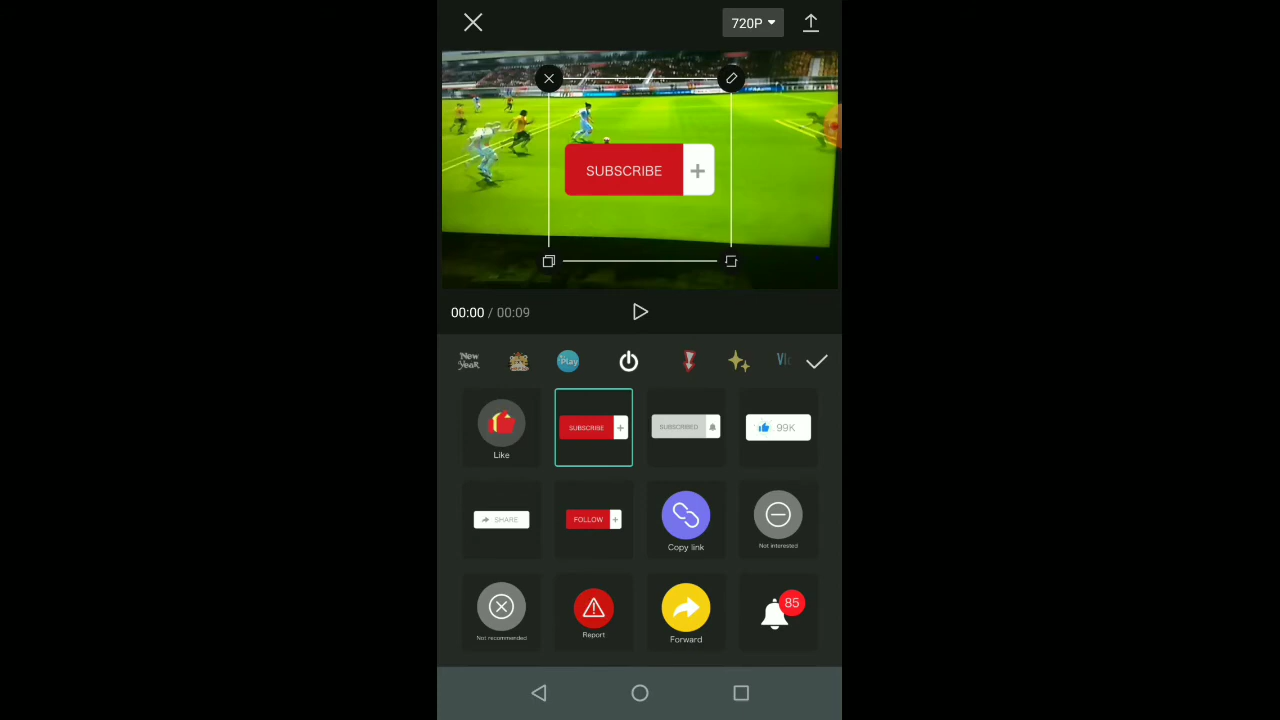 720P
SUBSCRIBE +
00:00 / 00:09
New Year
Play
Like
SUBSCRIBE +
SUBSCRIBED
99K
SHARE
FOLLOW +
Copy link
Not interested
Not recommended
Report
Forward
85